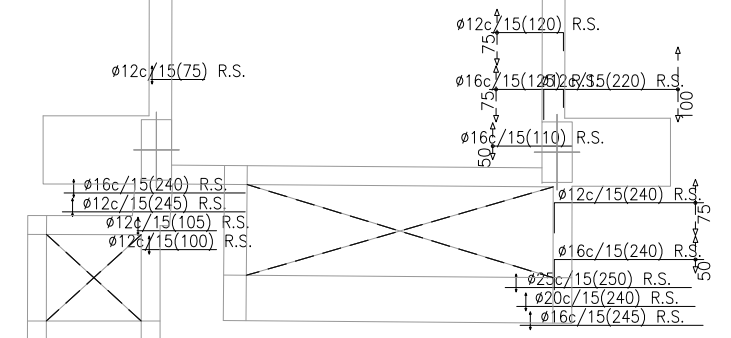 ø12c/15(120) R.S.
75
ø12c/15(75) R.S.
ø16c/15(125) R.S.
ø12c/15(220) R.S.
75
100
ø16c/15(110) R.S.
50
ø16c/15(240) R.S.
ø12c/15(240) R.S.
ø12c/15(245) R.S.
75
ø12c/15(105) R.S.
ø12c/15(100) R.S.
ø16c/15(240) R.S.
50
ø25c/15(250) R.S.
ø20c/15(240) R.S.
ø16c/15(245) R.S.